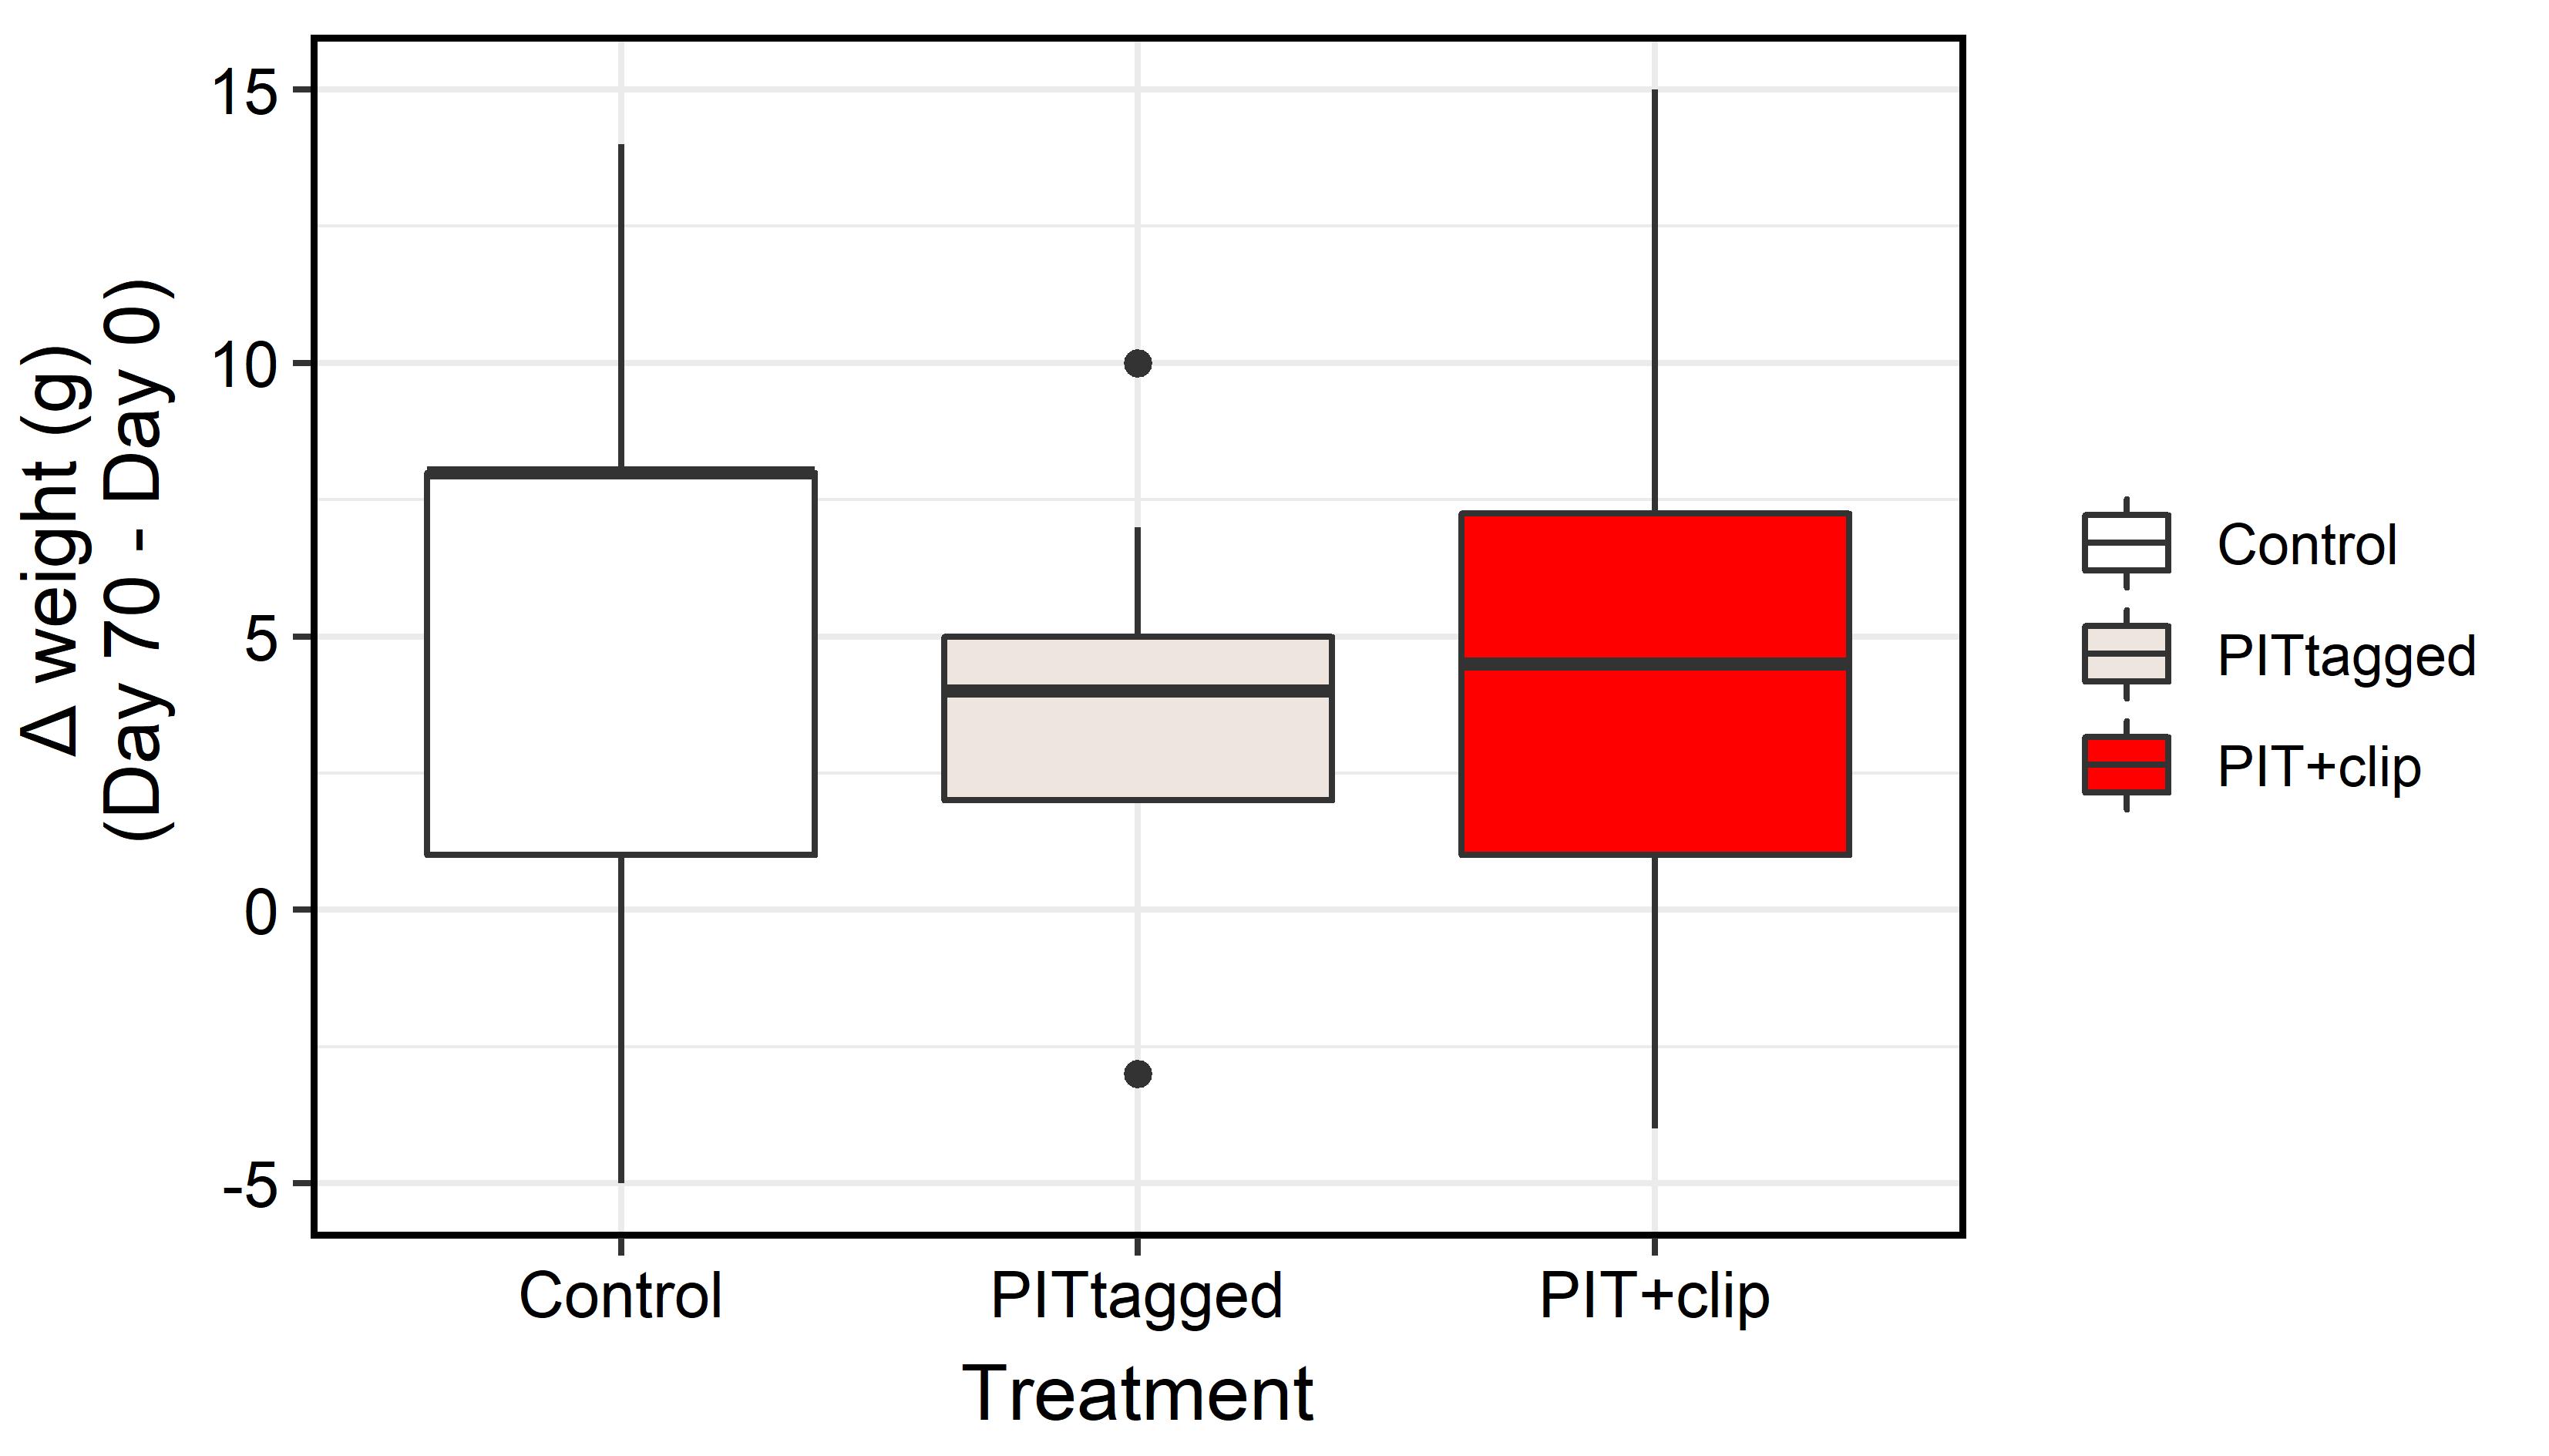 Δ weight (g)
(Day 70 - Day 0)
15
10
5
0
-5
Control
PITtagged
PIT+clip
Treatment
Control
PITtagged
PIT+clip